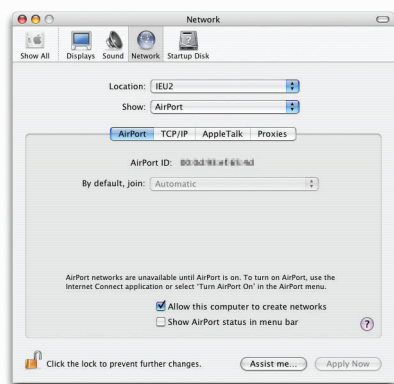 Network
Show All Displays Sound Network Startup Disk
Location: IEU2
Show: AirPort
AirPort TCP/IP AppleTalk Proxies
AirPort ID:
By default, join: Automatic
AirPort networks are unavailable until AirPort is on. To turn on AirPort, use the
Internet Connect application or select 'Turn AirPort On' in the AirPort menu.
Allow this computer to create networks
Show AirPort status in menu bar
?
Click the lock to prevent further changes. Assist me... Apply Now